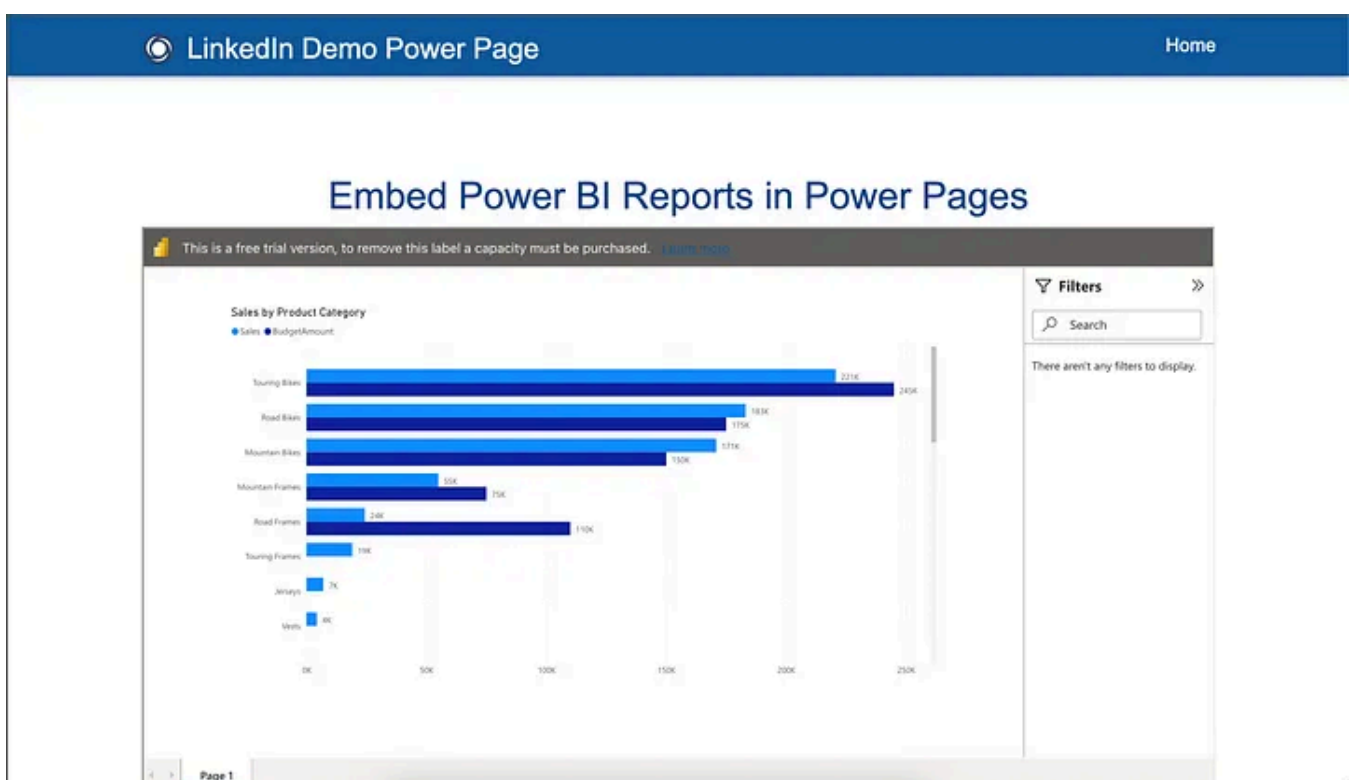 LinkedIn Demo Power Page
Home
Embed Power BI Reports in Power Pages
This is a free trial version, to remove this label a capacity must be purchased. Learn more
Filters
Search
There aren't any filters to display.
Sales by Product Category
Sales BudgetAmount
Touring Bikes 221K
245K
Road Bikes 183K
175K
Mountain Bikes 171K
150K
Mountain Frames 55K
75K
Road Frames 24K
110K
Touring Frames 19K
Jerseys 7K
Vests 4K
0K 50K 100K 150K 200K 250K
Page 1